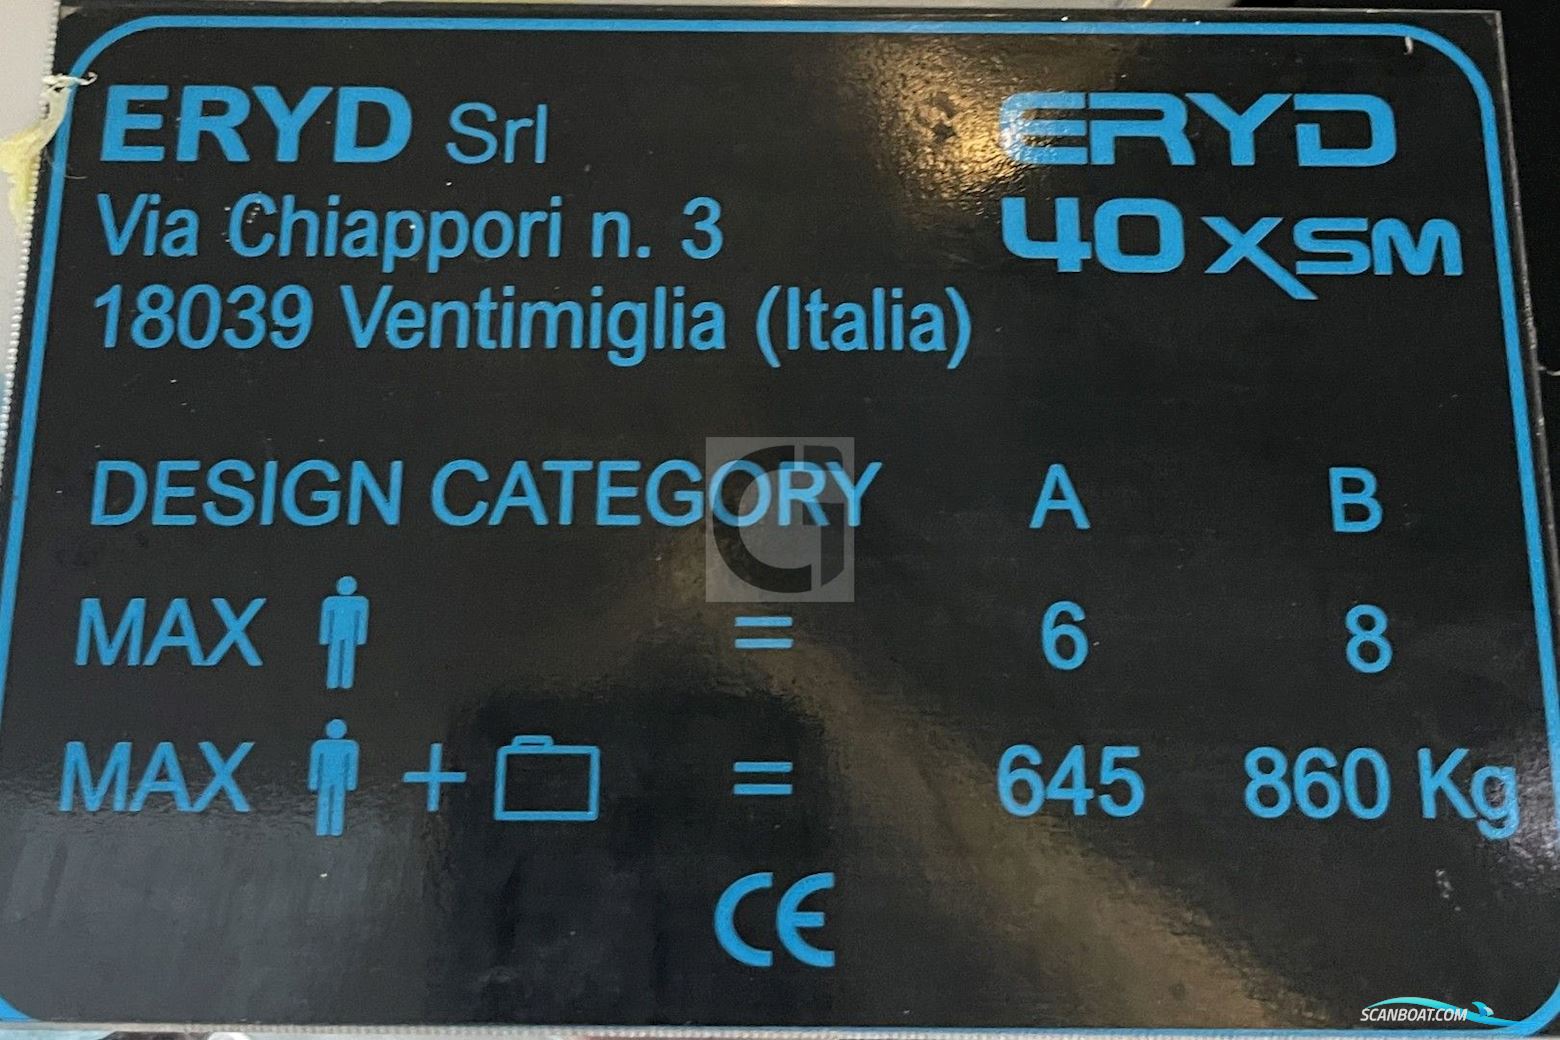 ERYD Srl
ERYD
Via Chiappori n. 3
40XSM
18039 Ventimiglia (Italia)
DESIGN CATEGORY A B
MAX = 6 8
MAX + = 645 860 Kg
CE
SCANBOAT.COM